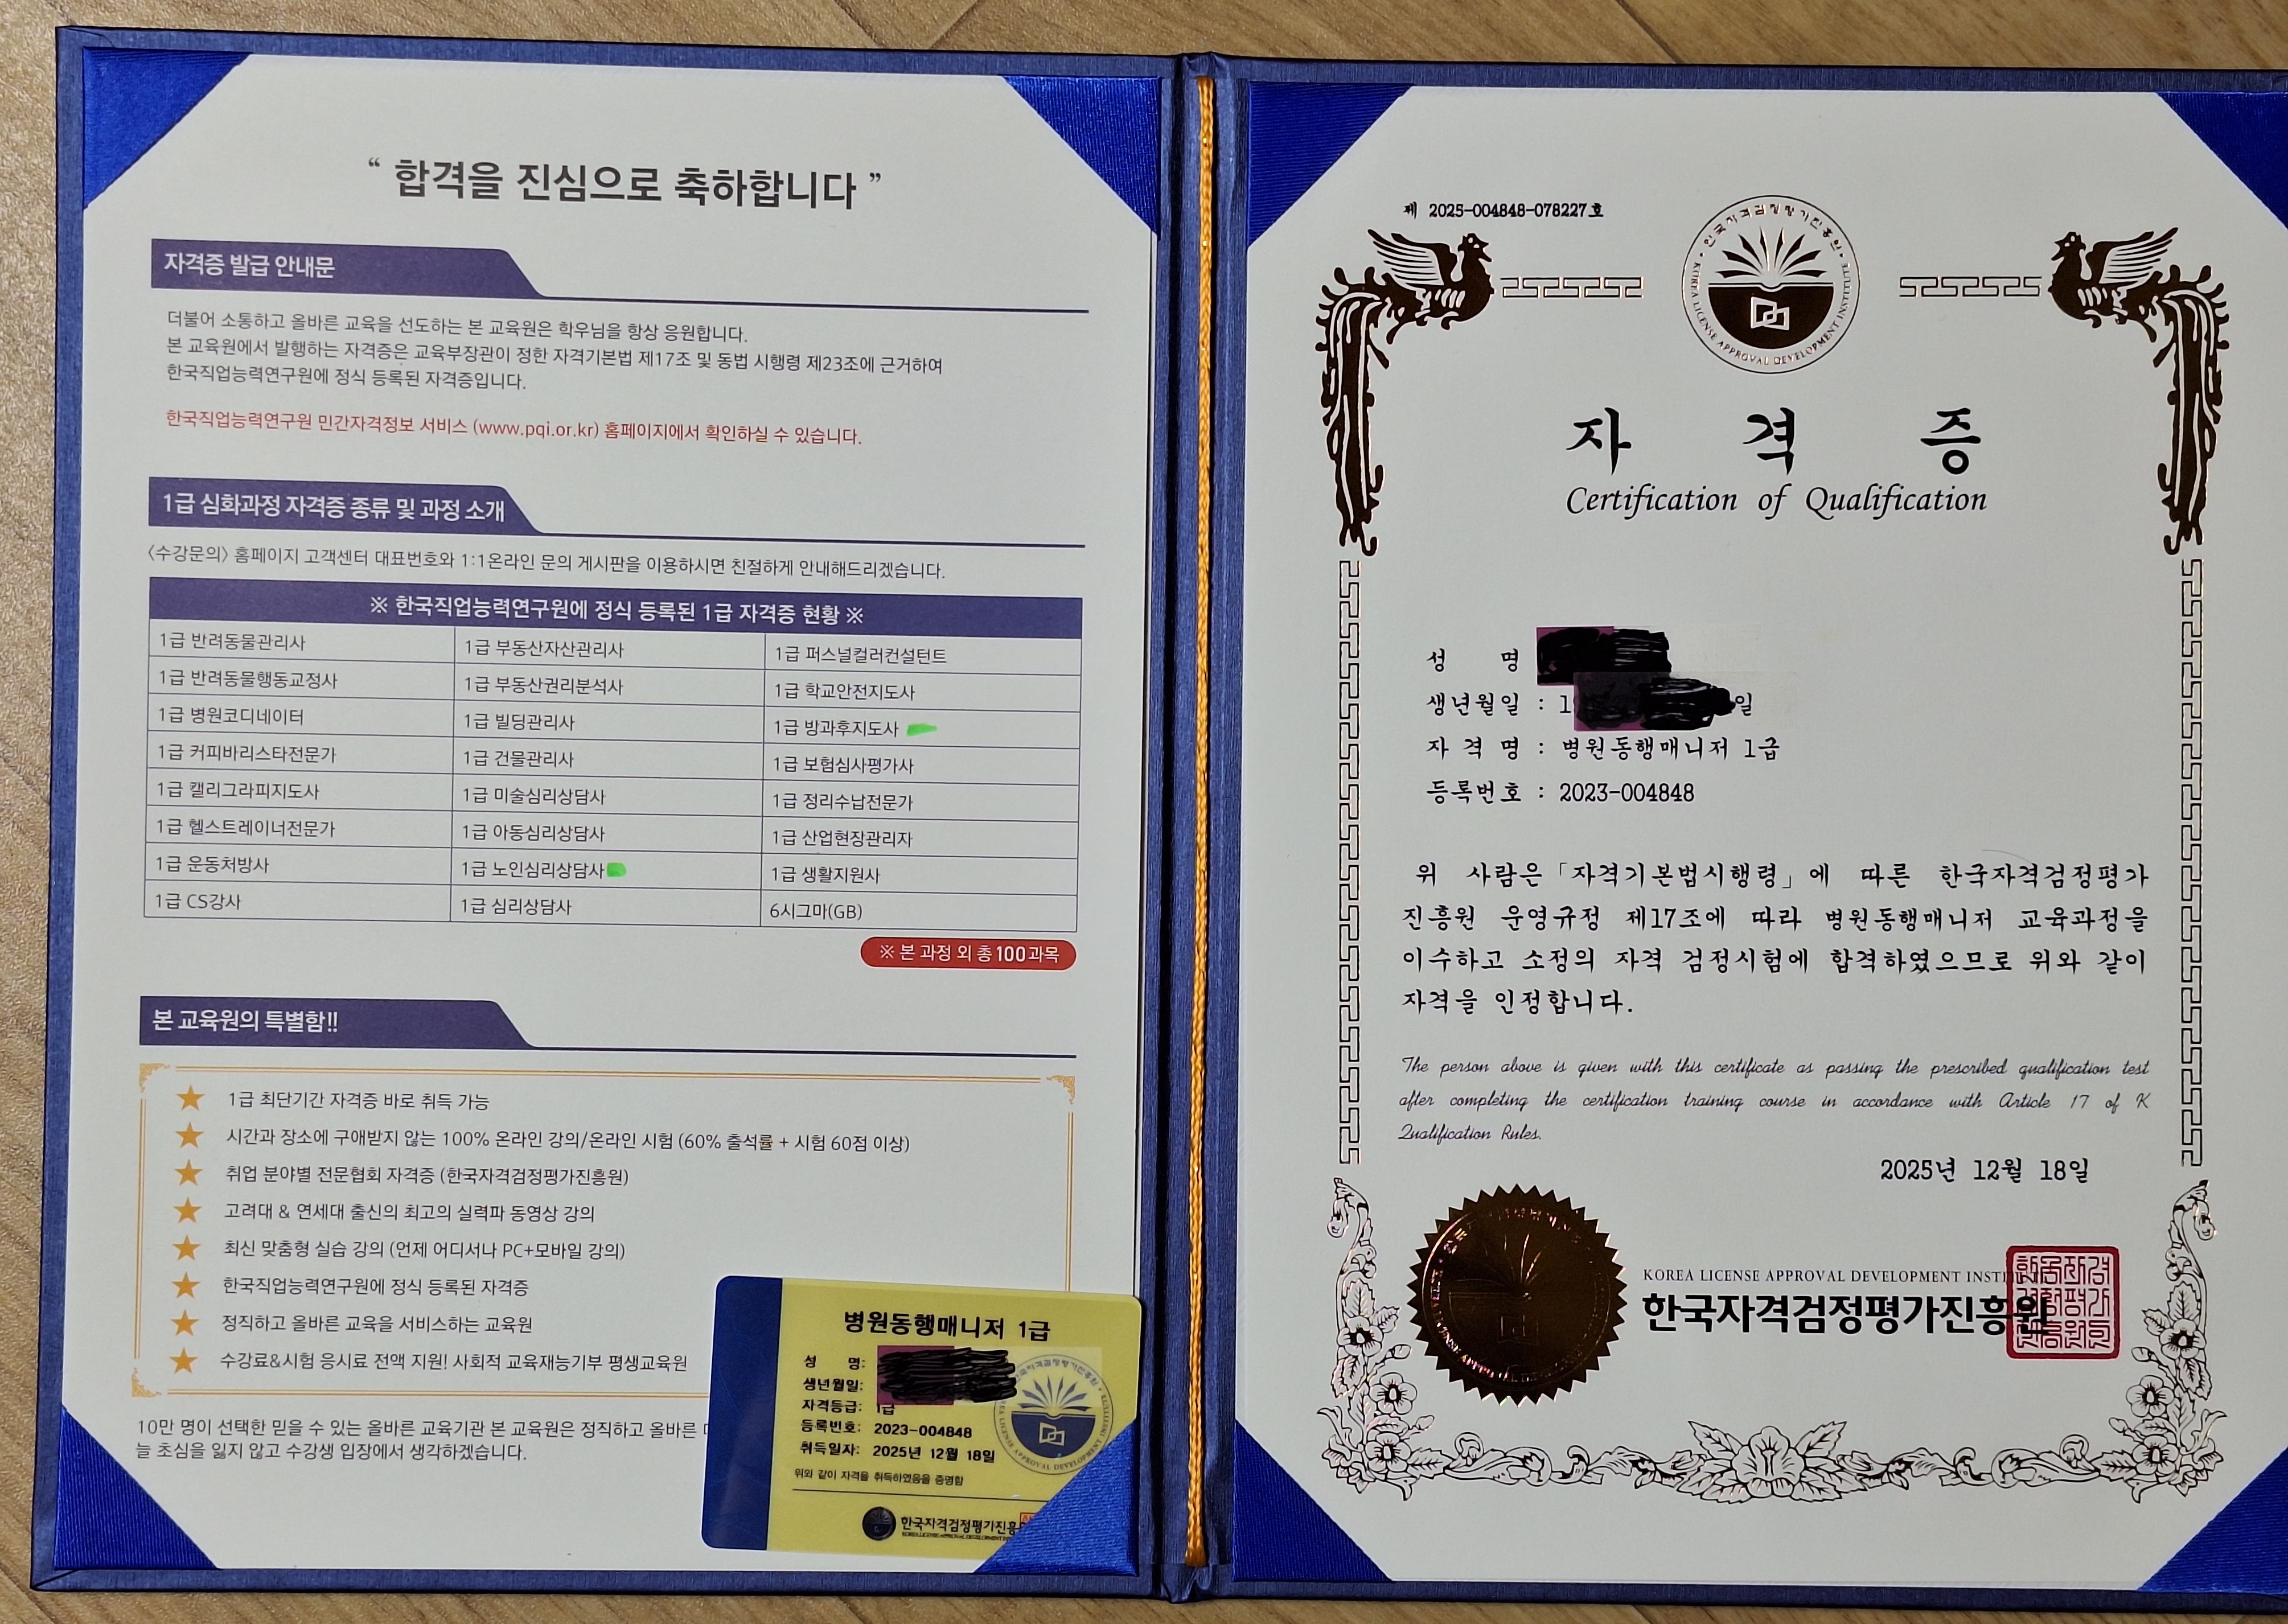 “ 합격을 진심으로 축하합니다 ”
자격증 발급 안내문
더불어 소통하고 올바른 교육을 선도하는 본 교육원은 학우님을 항상 응원합니다.
본 교육원에서 발행하는 자격증은 교육부장관이 정한 자격기본법 제17조 및 동법 시행령 제23조에 근거하여
한국직업능력연구원에 정식 등록된 자격증입니다.
한국직업능력연구원 민간자격정보 서비스 (www.pqi.or.kr) 홈페이지에서 확인하실 수 있습니다.
1급 심화과정 자격증 종류 및 과정 소개
<수강문의> 홈페이지 고객센터 대표번호와 1:1온라인 문의 게시판을 이용하시면 친절하게 안내해드리겠습니다.
※ 한국직업능력연구원에 정식 등록된 1급 자격증 현황 ※
1급 반려동물관리사 1급 부동산자산관리사 1급 퍼스널컬러컨설턴트
1급 반려동물행동교정사 1급 부동산권리분석사 1급 학교안전지도사
1급 병원코디네이터 1급 빌딩관리사 1급 방과후지도사
1급 커피바리스타전문가 1급 건물관리사 1급 보험심사평가사
1급 캘리그라피지도사 1급 미술심리상담사 1급 정리수납전문가
1급 헬스트레이너전문가 1급 아동심리상담사 1급 산업현장관리자
1급 운동처방사 1급 노인심리상담사 1급 생활지원사
1급 CS강사 1급 심리상담사 6시그마(GB)
※ 본 과정 외 총 100과목
본 교육원의 특별함!!
1급 최단기간 자격증 바로 취득 가능
시간과 장소에 구애받지 않는 100% 온라인 강의/온라인 시험 (60% 출석률 + 시험 60점 이상)
취업 분야별 전문협회 자격증 (한국자격검정평가진흥원)
고려대 & 연세대 출신의 최고의 실력파 동영상 강의
최신 맞춤형 실습 강의 (언제 어디서나 PC+모바일 강의)
한국직업능력연구원에 정식 등록된 자격증
정직하고 올바른 교육을 서비스하는 교육원
수강료&시험 응시료 전액 지원! 사회적 교육재능기부 평생교육원
10만 명이 선택한 믿을 수 있는 올바른 교육기관 본 교육원은 정직하고 올바른
늘 초심을 잃지 않고 수강생 입장에서 생각하겠습니다.
병원동행매니저 1급
성 명:
생년월일:
자격등급: 1급
등록번호: 2023-004848
취득일자: 2025년 12월 18일
위와 같이 자격을 취득하였음을 증명함
한국자격검정평가진흥
제 2025-004848-078227호
한국자격검정평가진흥원
KOREA LICENSE APPROVAL DEVELOPMENT INSTITUTE
자 격 증
Certification of Qualification
성 명
생년월일 : 1 일
자 격 명 : 병원동행매니저 1급
등록번호 : 2023-004848
위 사람은 「자격기본법시행령」에 따른 한국자격검정평가
진흥원 운영규정 제17조에 따라 병원동행매니저 교육과정을
이수하고 소정의 자격 검정시험에 합격하였으므로 위와 같이
자격을 인정합니다.
The person above is given with this certificate as passing the prescribed qualification test
after completing the certification training course in accordance with Article 17 of K
Qualification Rules.
2025년 12월 18일
KOREA LICENSE APPROVAL DEVELOPMENT INSTI
한국자격검정평가진흥원